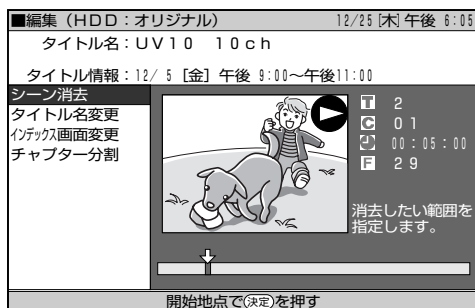 ■編集（HDD：オリジナル） 12/25[木]午後 6:05
タイトル名：UV10 10ch
タイトル情報：12/ 5 [金] 午後 9:00～午後11:00
シーン消去
タイトル名変更
インデックス画面変更
チャプター分割
T 2
C 01
00：05：00
F 29
消去したい範囲を
指定します。
開始地点で決定を押す